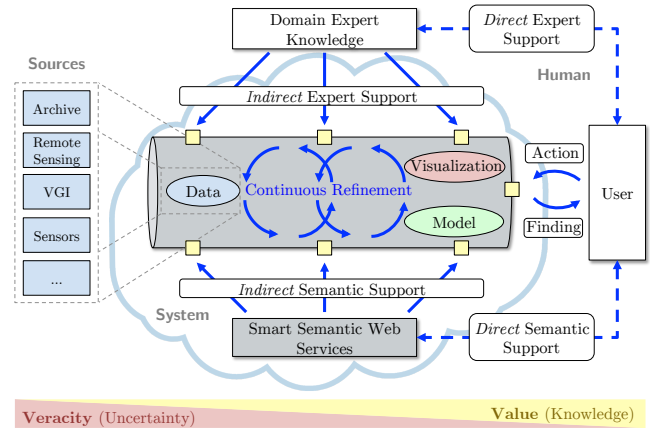 Domain Expert
Knowledge
Direct Expert
Support
Sources
Human
Archive
Indirect Expert Support
Remote
Sensing
Action
Visualization
VGI
Data
Continuous Refinement
User
Model
Finding
Sensors
...
Indirect Semantic Support
System
Smart Semantic Web
Services
Direct Semantic
Support
Veracity (Uncertainty)
Value (Knowledge)